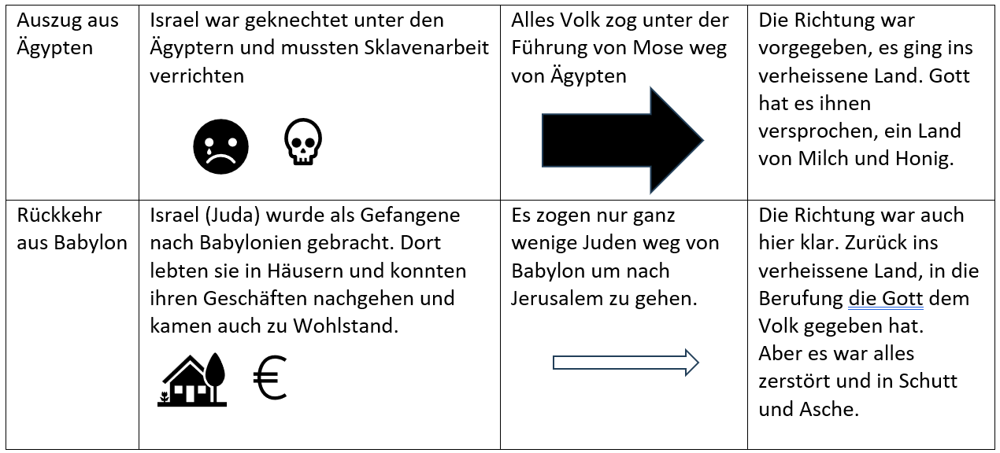 Auszug aus
Ägypten
Israel war geknechtet unter den
Ägyptern und mussten Sklavenarbeit
verrichten
Alles Volk zog unter der
Führung von Mose weg
von Ägypten
Die Richtung war
vorgegeben, es ging ins
verheissene Land. Gott
hat es ihnen
versprochen, ein Land
von Milch und Honig.
Rückkehr
aus Babylon
Israel (Juda) wurde als Gefangene
nach Babylonien gebracht. Dort
lebten sie in Häusern und konnten
ihren Geschäften nachgehen und
kamen auch zu Wohlstand.
€
Es zogen nur ganz
wenige Juden weg von
Babylon um nach
Jerusalem zu gehen.
Die Richtung war auch
hier klar. Zurück ins
verheissene Land, in die
Berufung die Gott dem
Volk gegeben hat.
Aber es war alles
zerstört und in Schutt
und Asche.